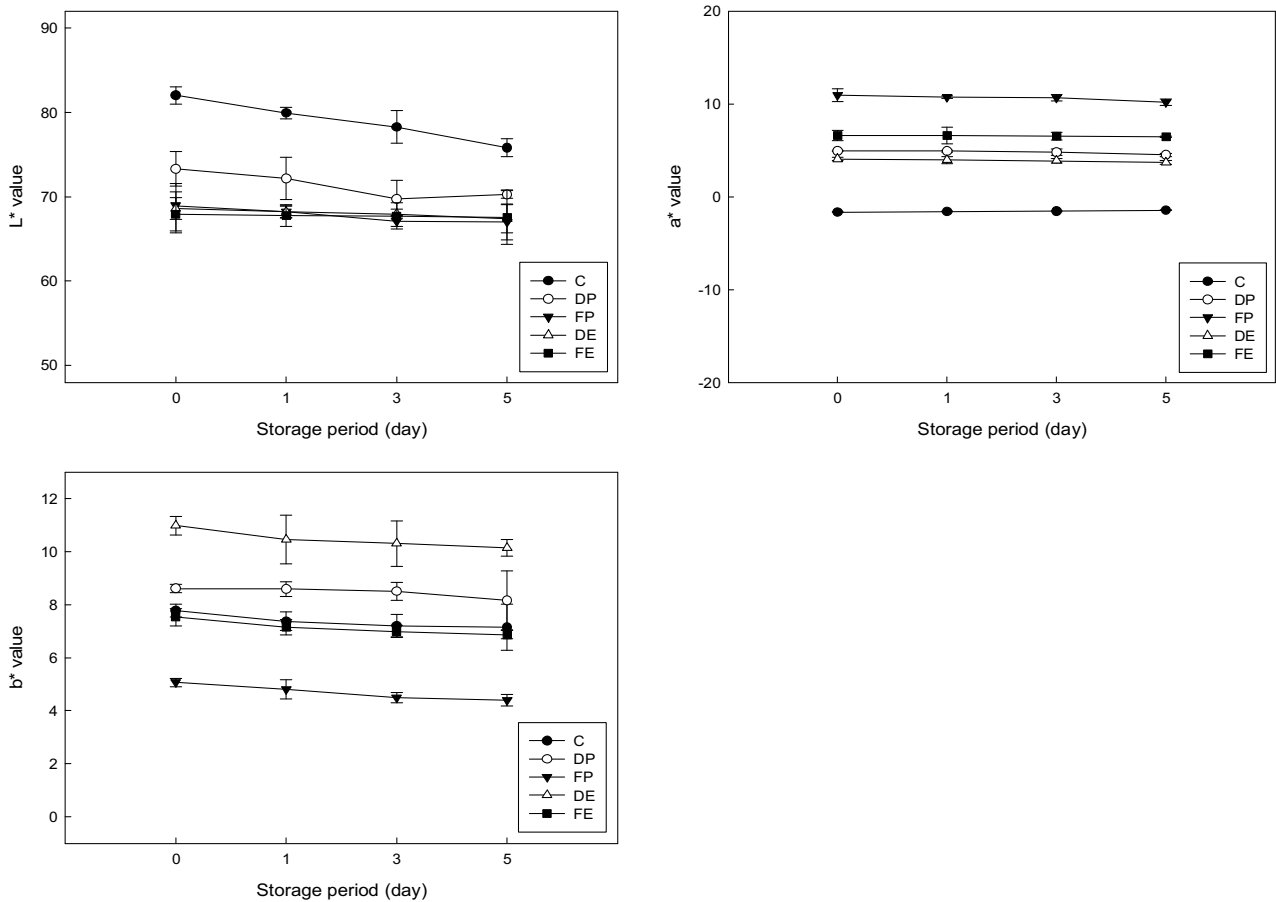 L* value
90
80
70
60
50
0 1 3 5
Storage period (day)
C
DP
FP
DE
FE
a* value
20
10
0
-10
-20
0 1 3 5
Storage period (day)
C
DP
FP
DE
FE
b* value
12
10
8
6
4
2
0
0 1 3 5
Storage period (day)
C
DP
FP
DE
FE